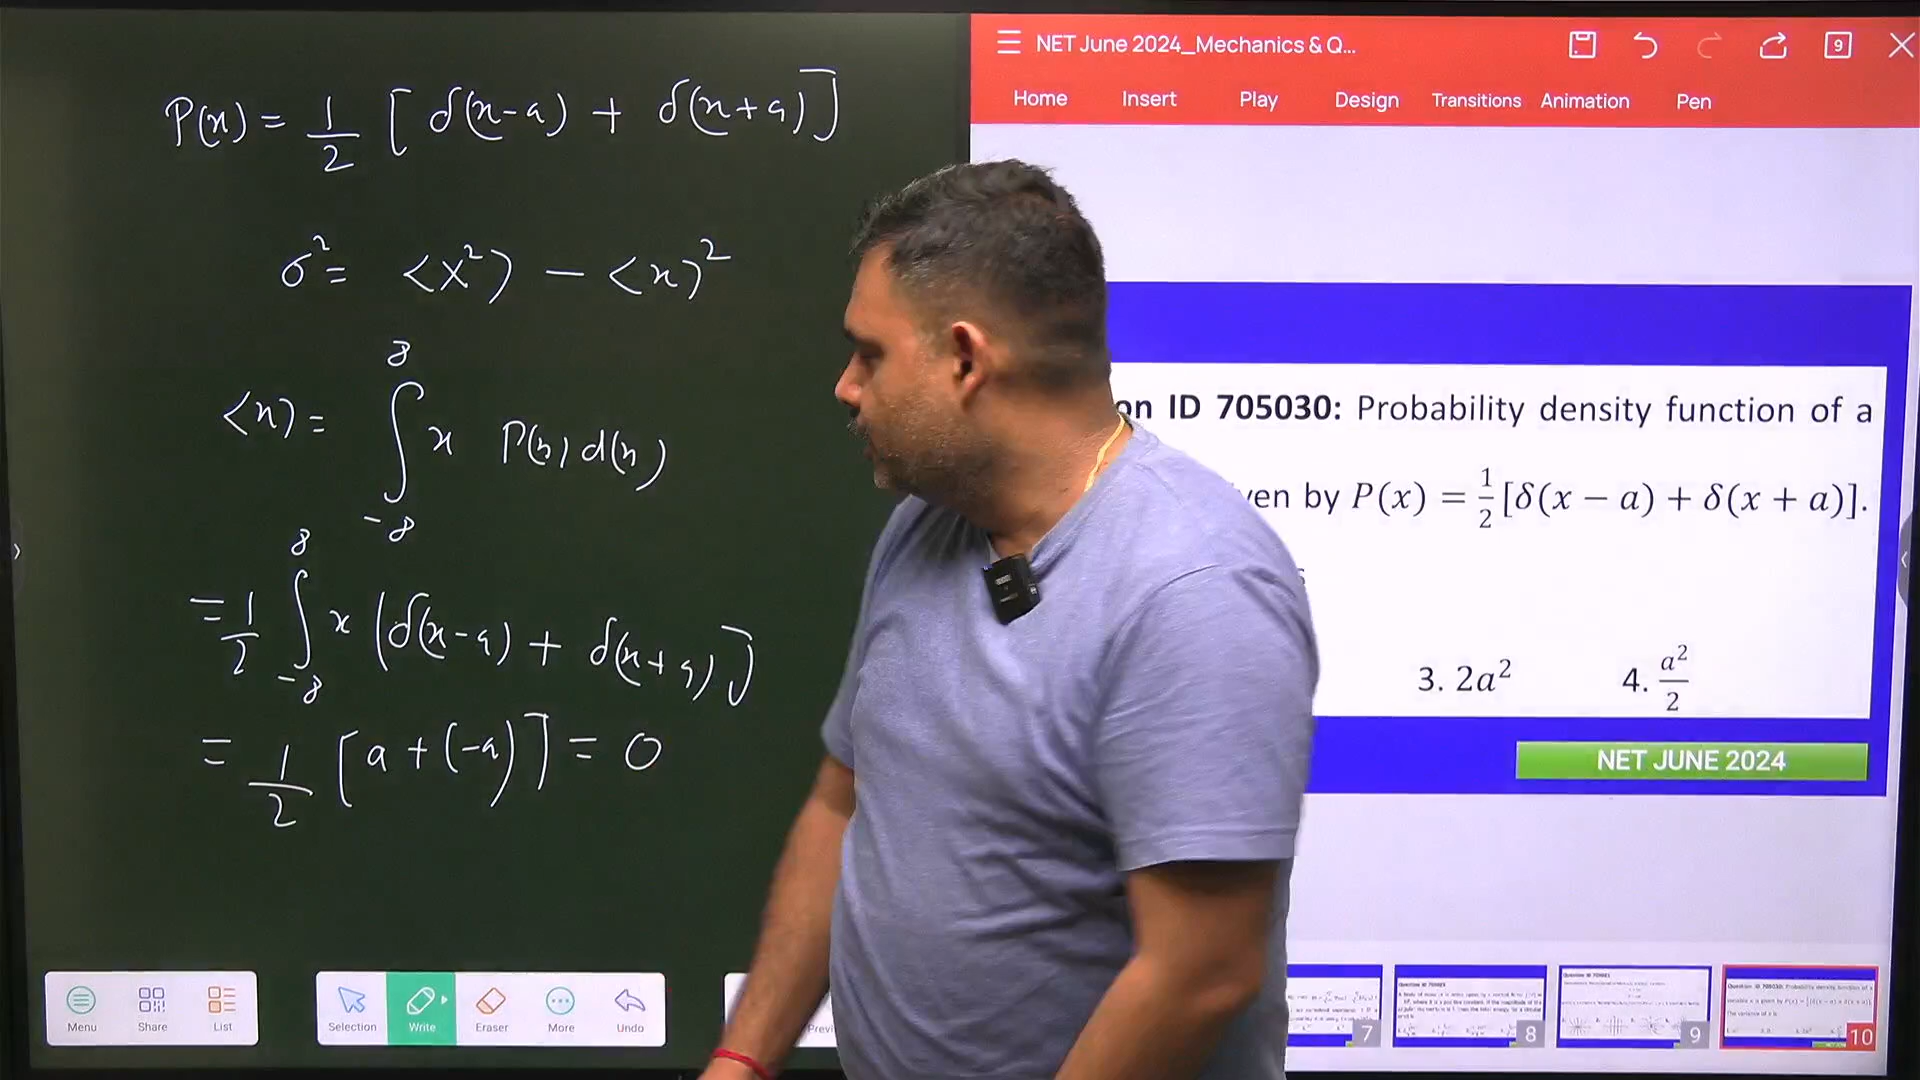 P(x) = 1/2 [δ(x-a) + δ(x+a)]
σ² = <x²> - <x>²
<x> = ∫_{-∞}^{∞} x P(x) d(x)
= 1/2 ∫_{-∞}^{∞} x [δ(x-a) + δ(x+a)]
= 1/2 [a + (-a)] = 0
Menu Share List
Selection Write Eraser More Undo
NET June 2024_Mechanics & Q...
9
Home Insert Play Design Transitions Animation Pen
on ID 705030: Probability density function of a
ven by P(x) = 1/2 [δ(x − a) + δ(x + a)].
3. 2a² 4. a²/2
NET JUNE 2024
7 8 9 10